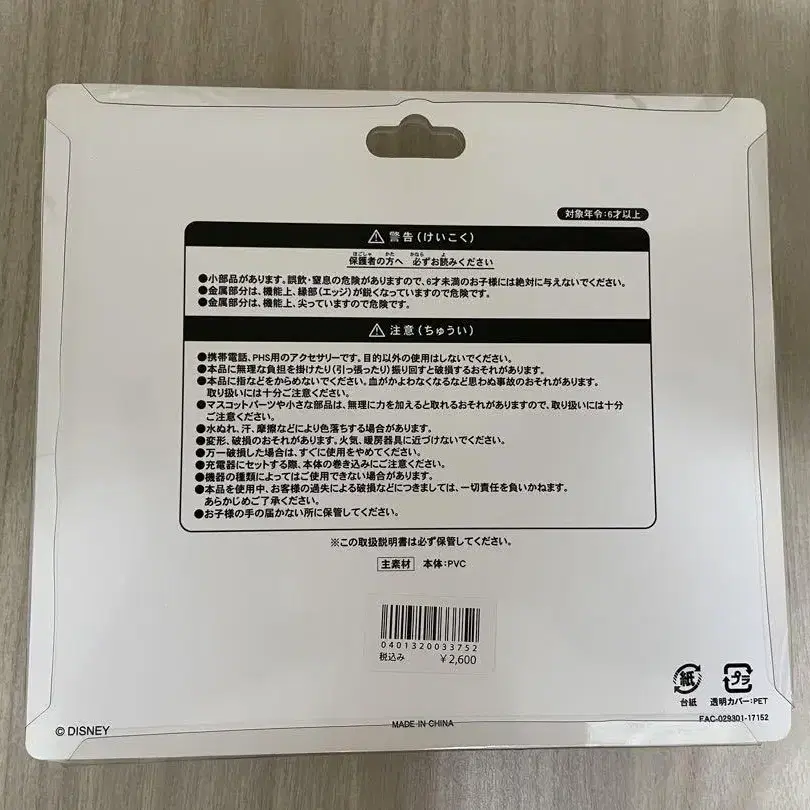 対象年令:6才以上
⚠警告(けいこく)
保護者の方へ 必ずお読みください
●小部品があります。誤飲・窒息の危険がありますので、6才未満のお子様には絶対に与えないでください。
●金属部分は、機能上、縁部(エッジ)が鋭くなっていますので危険です。
●金属部分は、機能上、尖っていますので危険です。
⚠注意(ちゅうい)
●携帯電話、PHS用のアクセサリーです。目的以外の使用はしないでください。
●本品に無理な負担を掛けたり(引っ張ったり)振り回すと破損するおそれがあります。
●本品に指などをからめないでください。血がかよわなくなるなど思わぬ事故のおそれがあります。
取り扱いには十分ご注意ください。
●マスコットパーツや小さな部品は、無理に力を加えると取れるおそれがありますので、取り扱いには十分
ご注意ください。
●水ぬれ、汗、摩擦などにより色落ちする場合があります。
●変形、破損のおそれがあります。火気、暖房器具に近づけないでください。
●万一破損した場合は、すぐに使用をやめてください。
●充電器にセットする際、本体の巻き込みにご注意ください。
●機器の種類によってはご使用できない場合があります。
●本品を使用中、お客様の過失による破損などにつきましては、一切責任を負いかねます。
あらかじめご了承ください。
●お子様の手の届かない所に保管してください。
※この取扱説明書は必ず保管してください。
主素材 本体:PVC
0401320033752
税込み ¥2,600
紙 プラ
台紙 透明カバー:PET
FAC-029301-17152
© DISNEY
MADE IN CHINA